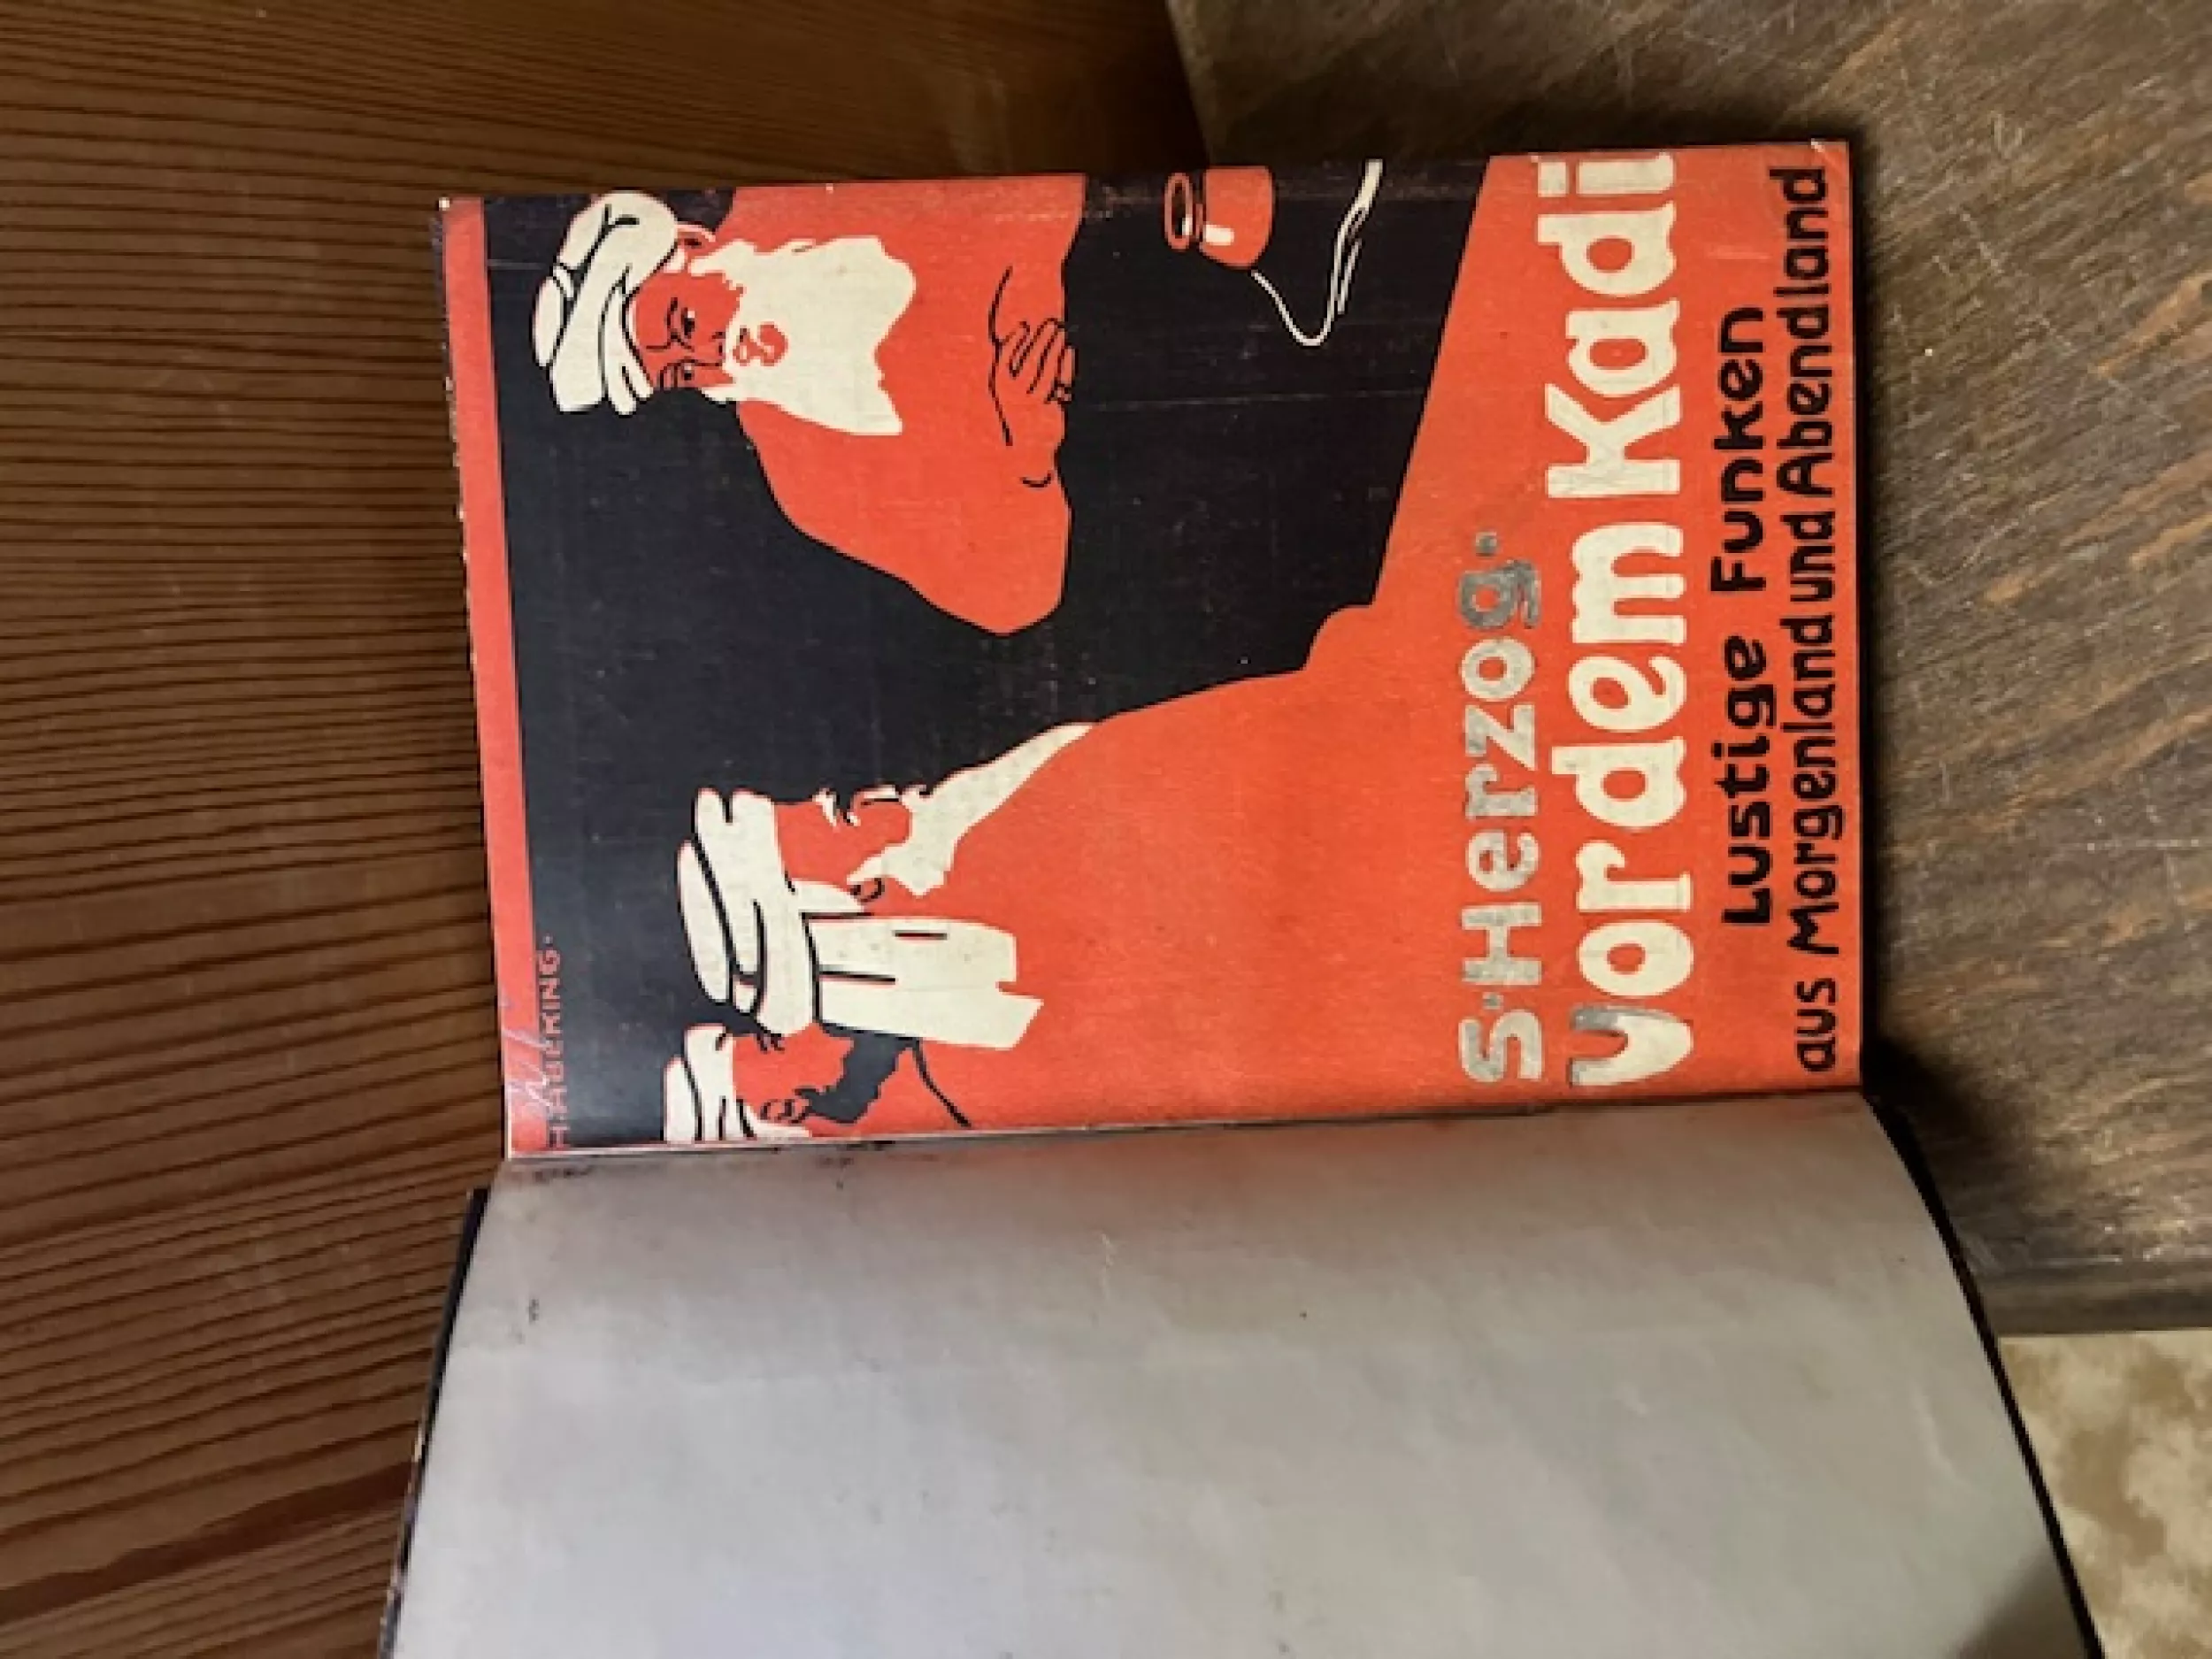 S. Herzog.
Vor dem Kadi
Lustige Funken
aus Morgenland und Abendland